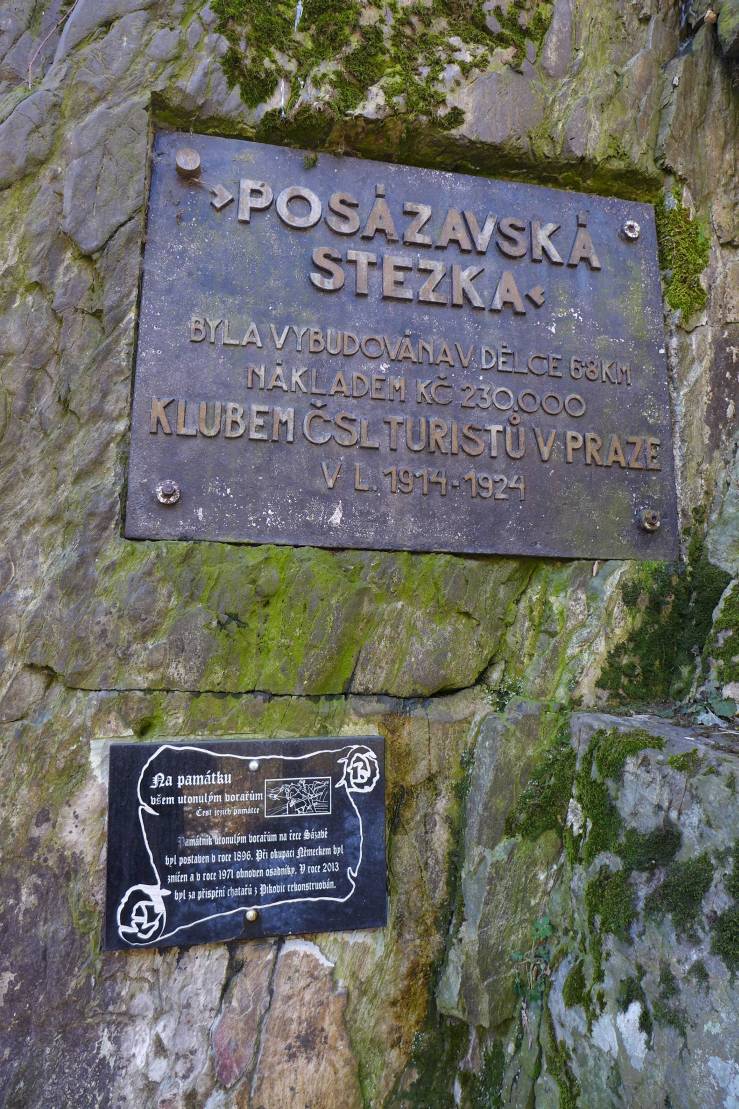 >POSÁZAVSKÁ
STEZKA<
BYLA VYBUDOVÁNA V DÉLCE 68 KM
NÁKLADEM KČ 230.000
KLUBEM ČSL TURISTŮ V PRAZE
V L. 1914-1924
Na památku
všem utonulým vorařům
Čest jejich památce
Památník utonulým vorařům na řece Sázavě
byl postaven v roce 1896. Při okupaci Německem byl
zničen a v roce 1971 obnoven osadníky. V roce 2013
byl za přispění chatařů z Pikovic rekonstruován.